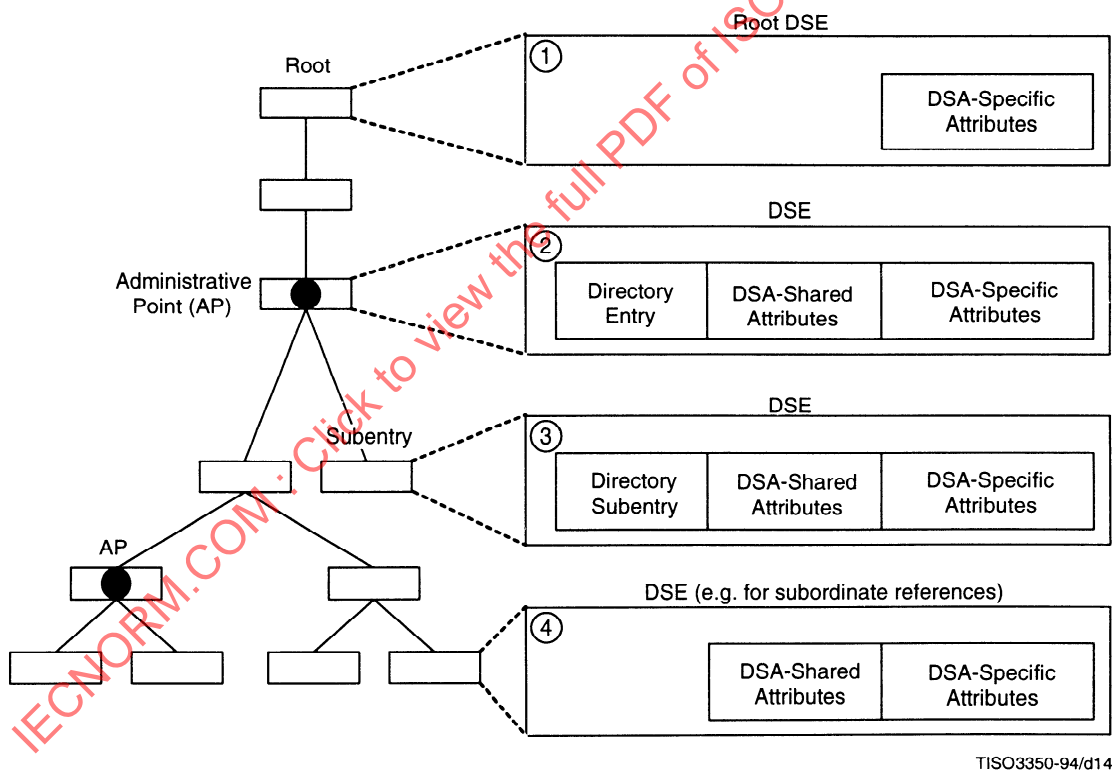 Root DSE
1
Root
DSA-Specific
Attributes
DSE
2
Administrative
Point (AP)
Directory
Entry
DSA-Shared
Attributes
DSA-Specific
Attributes
DSE
3
Subentry
Directory
Subentry
DSA-Shared
Attributes
DSA-Specific
Attributes
AP
DSE (e.g. for subordinate references)
4
DSA-Shared
Attributes
DSA-Specific
Attributes
TISO3350-94/d14
IECNORM.COM : Click to view the full PDF of ISO